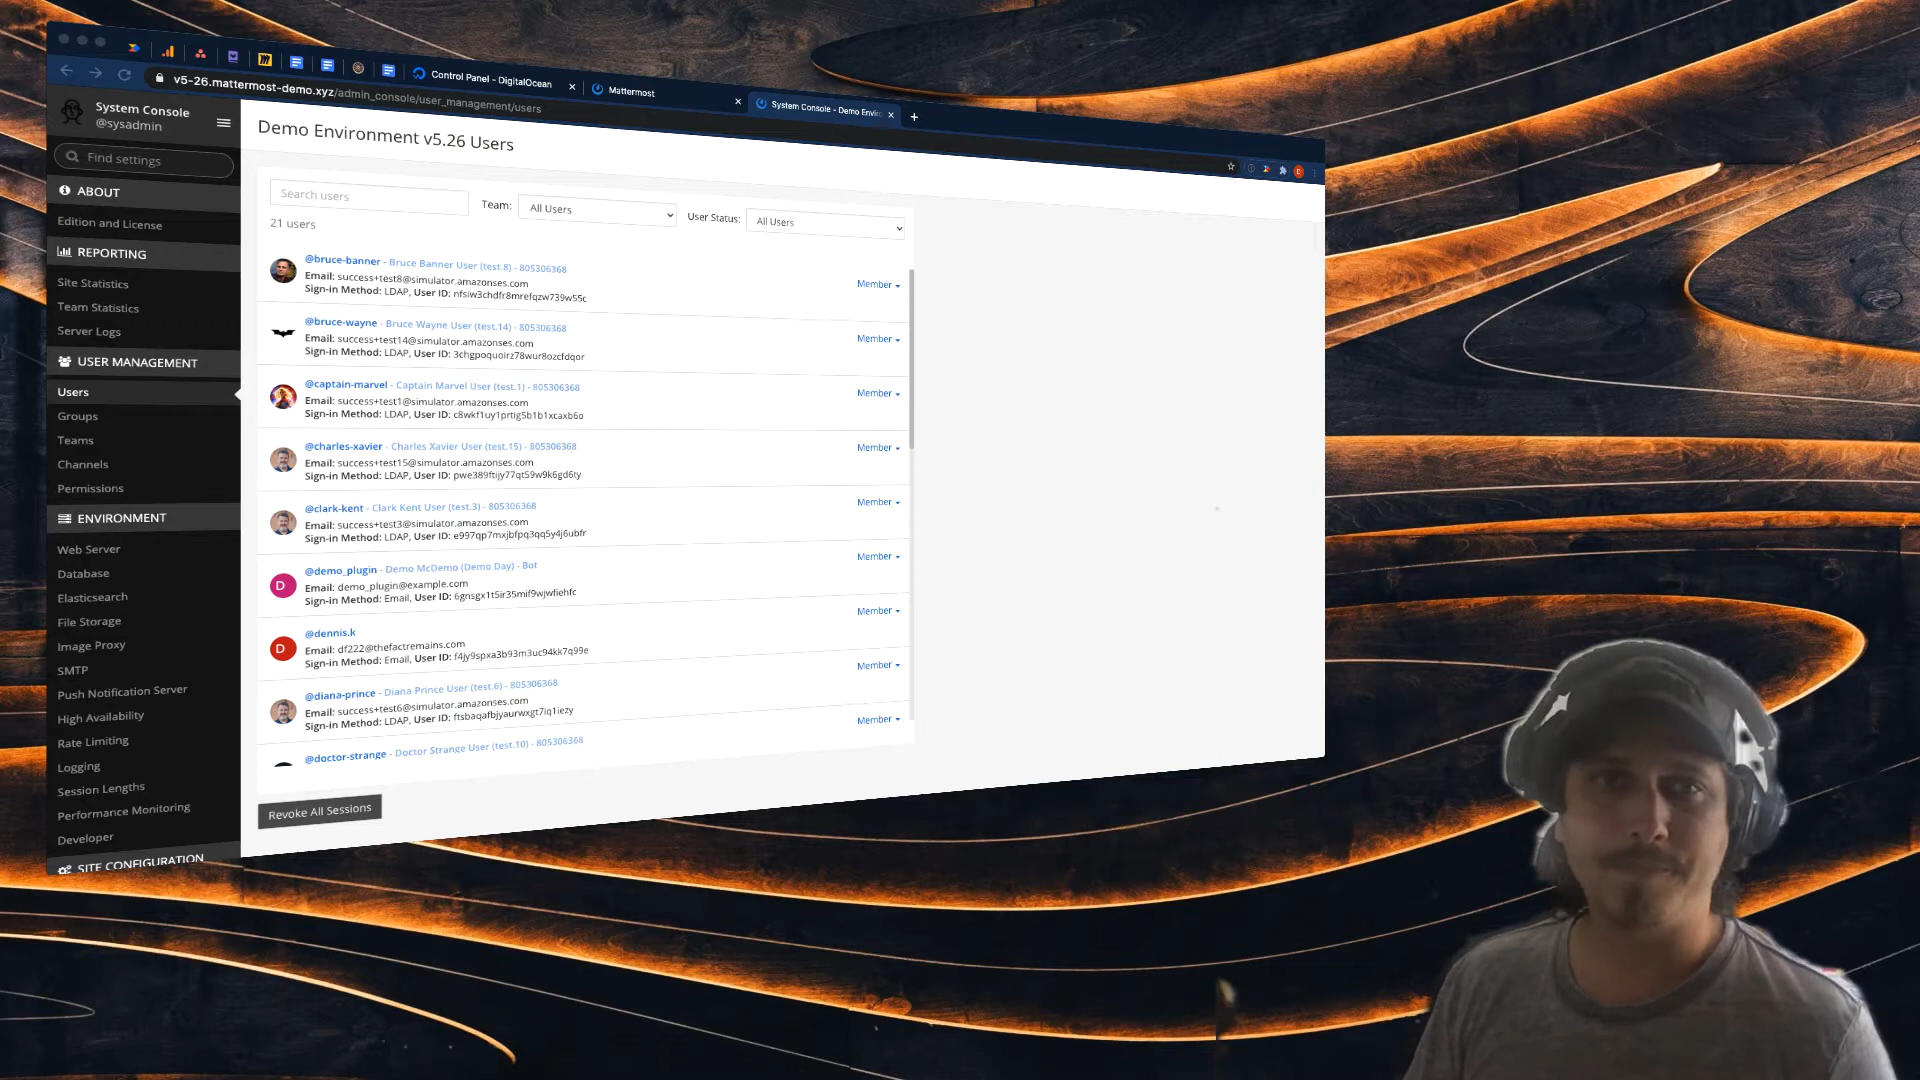 Control Panel - DigitalOcean
Mattermost
System Console - Demo Envir
v5-26.mattermost-demo.xyz/admin_console/user_management/users
System Console
@sysadmin
Find settings
ABOUT
Edition and License
REPORTING
Site Statistics
Team Statistics
Server Logs
USER MANAGEMENT
Users
Groups
Teams
Channels
Permissions
ENVIRONMENT
Web Server
Database
Elasticsearch
File Storage
Image Proxy
SMTP
Push Notification Server
High Availability
Rate Limiting
Logging
Session Lengths
Performance Monitoring
Developer
SITE CONFIGURATION
Demo Environment v5.26 Users
Search users
Team: All Users
User Status: All Users
21 users
@bruce-banner - Bruce Banner User (test.8) - 805306368
Email: success+test8@simulator.amazonses.com
Sign-in Method: LDAP, User ID: nfsiw3chdfr8mrefqzw739w55c
Member
@bruce-wayne - Bruce Wayne User (test.14) - 805306368
Email: success+test14@simulator.amazonses.com
Sign-in Method: LDAP, User ID: 3chgpoquoirz78wur8ozcfdqor
Member
@captain-marvel - Captain Marvel User (test.1) - 805306368
Email: success+test1@simulator.amazonses.com
Sign-in Method: LDAP, User ID: c8wkf1uy1prtig5b1b1xcaxb6o
Member
@charles-xavier - Charles Xavier User (test.15) - 805306368
Email: success+test15@simulator.amazonses.com
Sign-in Method: LDAP, User ID: pwe389ftijy77qt59w9k6gd6ty
Member
@clark-kent - Clark Kent User (test.3) - 805306368
Email: success+test3@simulator.amazonses.com
Sign-in Method: LDAP, User ID: e997qp7mxjbfpq3qq5y4j6ubfr
Member
D
@demo_plugin - Demo McDemo (Demo Day) - Bot
Email: demo_plugin@example.com
Sign-in Method: Email, User ID: 6gnsgx1t5ir35mif9wjwfiehfc
Member
D
@dennis.k
Email: df222@thefactremains.com
Sign-in Method: Email, User ID: f4jy9spxa3b93m3uc94kk7q99e
Member
@diana-prince - Diana Prince User (test.6) - 805306368
Email: success+test6@simulator.amazonses.com
Sign-in Method: LDAP, User ID: ftsbaqafbjyaurwxgt7iq1iezy
Member
@doctor-strange - Doctor Strange User (test.10) - 805306368
Member
Revoke All Sessions